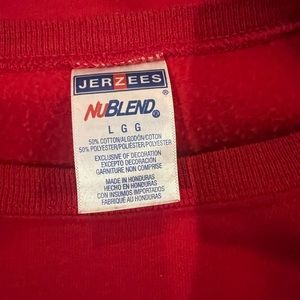 JERZEES
NUBLEND®
L G G
50% COTTON/ALGODÓN/COTON
50% POLYESTER/POLIÉSTER/POLYESTER
EXCLUSIVE OF DECORATION
EXCEPTO DECORACIÓN
GARNITURE NON COMPRISE
MADE IN HONDURAS
HECHO EN HONDURAS
CON INSUMOS IMPORTADOS
FABRIQUÉ AU HONDURAS